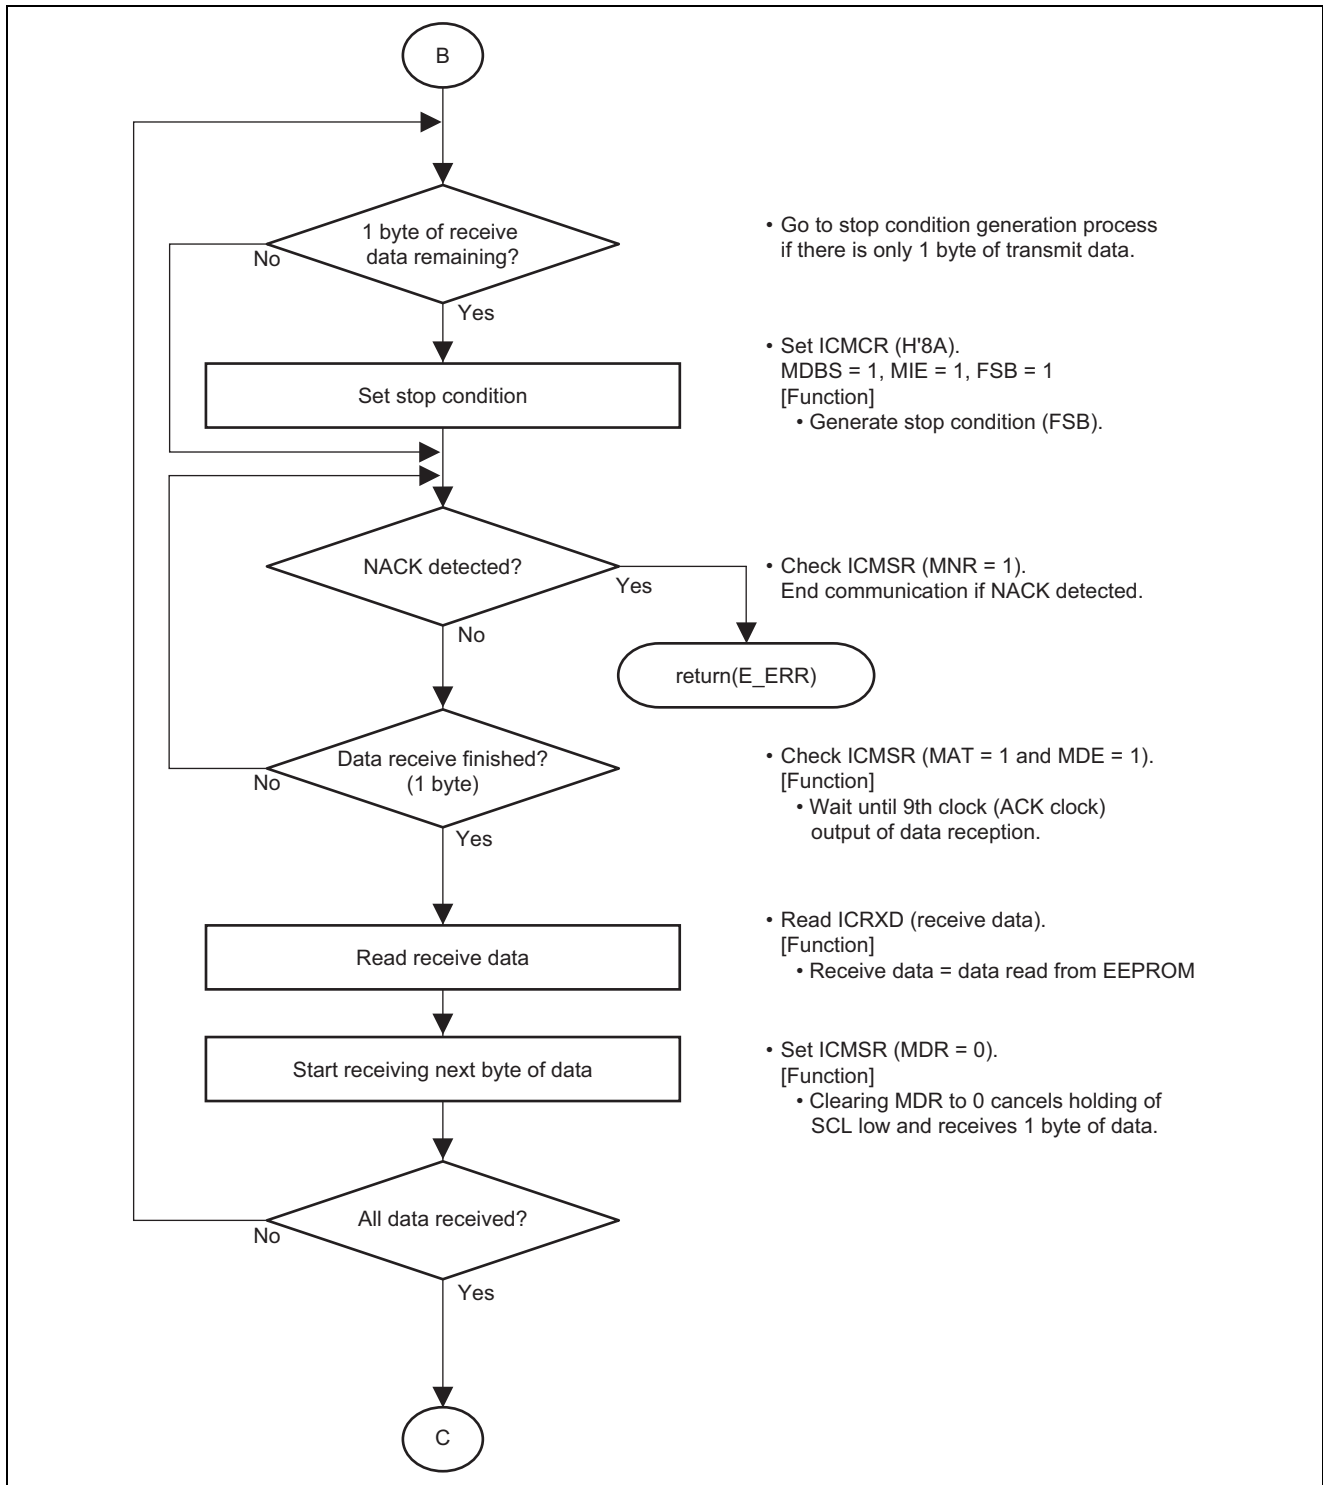 B
1 byte of receive
data remaining?
No
Yes
• Go to stop condition generation process
if there is only 1 byte of transmit data.
Set stop condition
• Set ICMCR (H'8A).
MDBS = 1, MIE = 1, FSB = 1
[Function]
• Generate stop condition (FSB).
NACK detected?
Yes
No
• Check ICMSR (MNR = 1).
End communication if NACK detected.
return(E_ERR)
Data receive finished?
(1 byte)
No
Yes
• Check ICMSR (MAT = 1 and MDE = 1).
[Function]
• Wait until 9th clock (ACK clock)
output of data reception.
Read receive data
• Read ICRXD (receive data).
[Function]
• Receive data = data read from EEPROM
Start receiving next byte of data
• Set ICMSR (MDR = 0).
[Function]
• Clearing MDR to 0 cancels holding of
SCL low and receives 1 byte of data.
All data received?
No
Yes
C